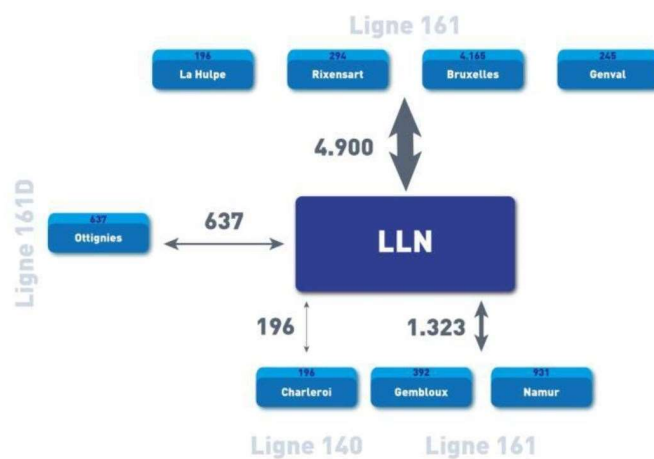 Ligne 161
196
La Hulpe
294
Rixensart
4.165
Bruxelles
245
Genval
4.900
Ligne 161D
637
Ottignies
637
LLN
196
1.323
196
Charleroi
392
Gembloux
931
Namur
Ligne 140
Ligne 161